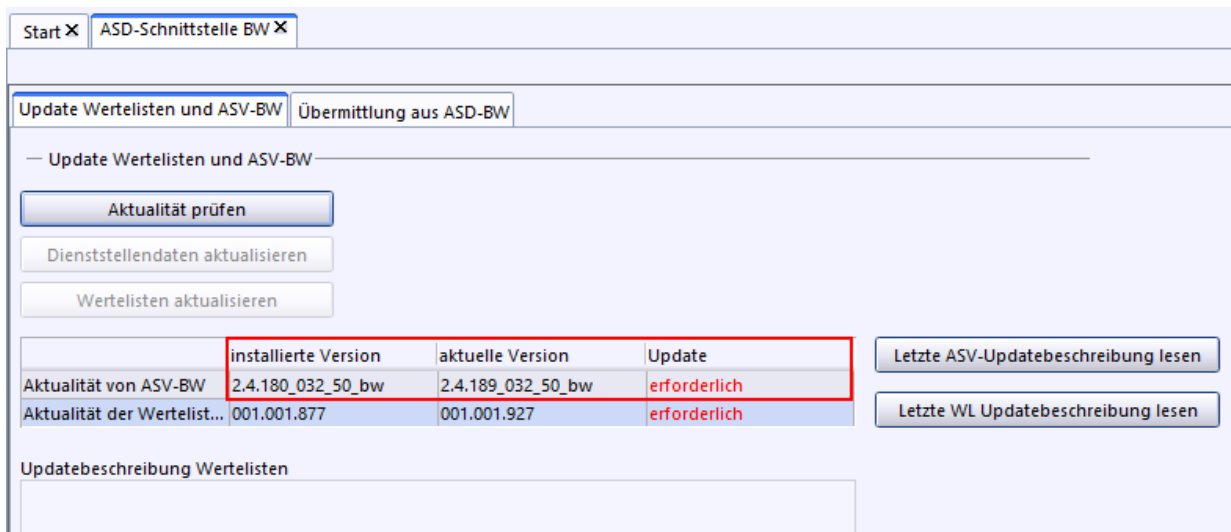 Start ASD-Schnittstelle BW
Update Wertelisten und ASV-BW Übermittlung aus ASD-BW
Update Wertelisten und ASV-BW
Aktualität prüfen
Dienststellendaten aktualisieren
Wertelisten aktualisieren
installierte Version aktuelle Version Update
Aktualität von ASV-BW 2.4.180_032_50_bw 2.4.189_032_50_bw erforderlich
Aktualität der Wertelist... 001.001.877 001.001.927 erforderlich
Letzte ASV-Updatebeschreibung lesen
Letzte WL Updatebeschreibung lesen
Updatebeschreibung Wertelisten